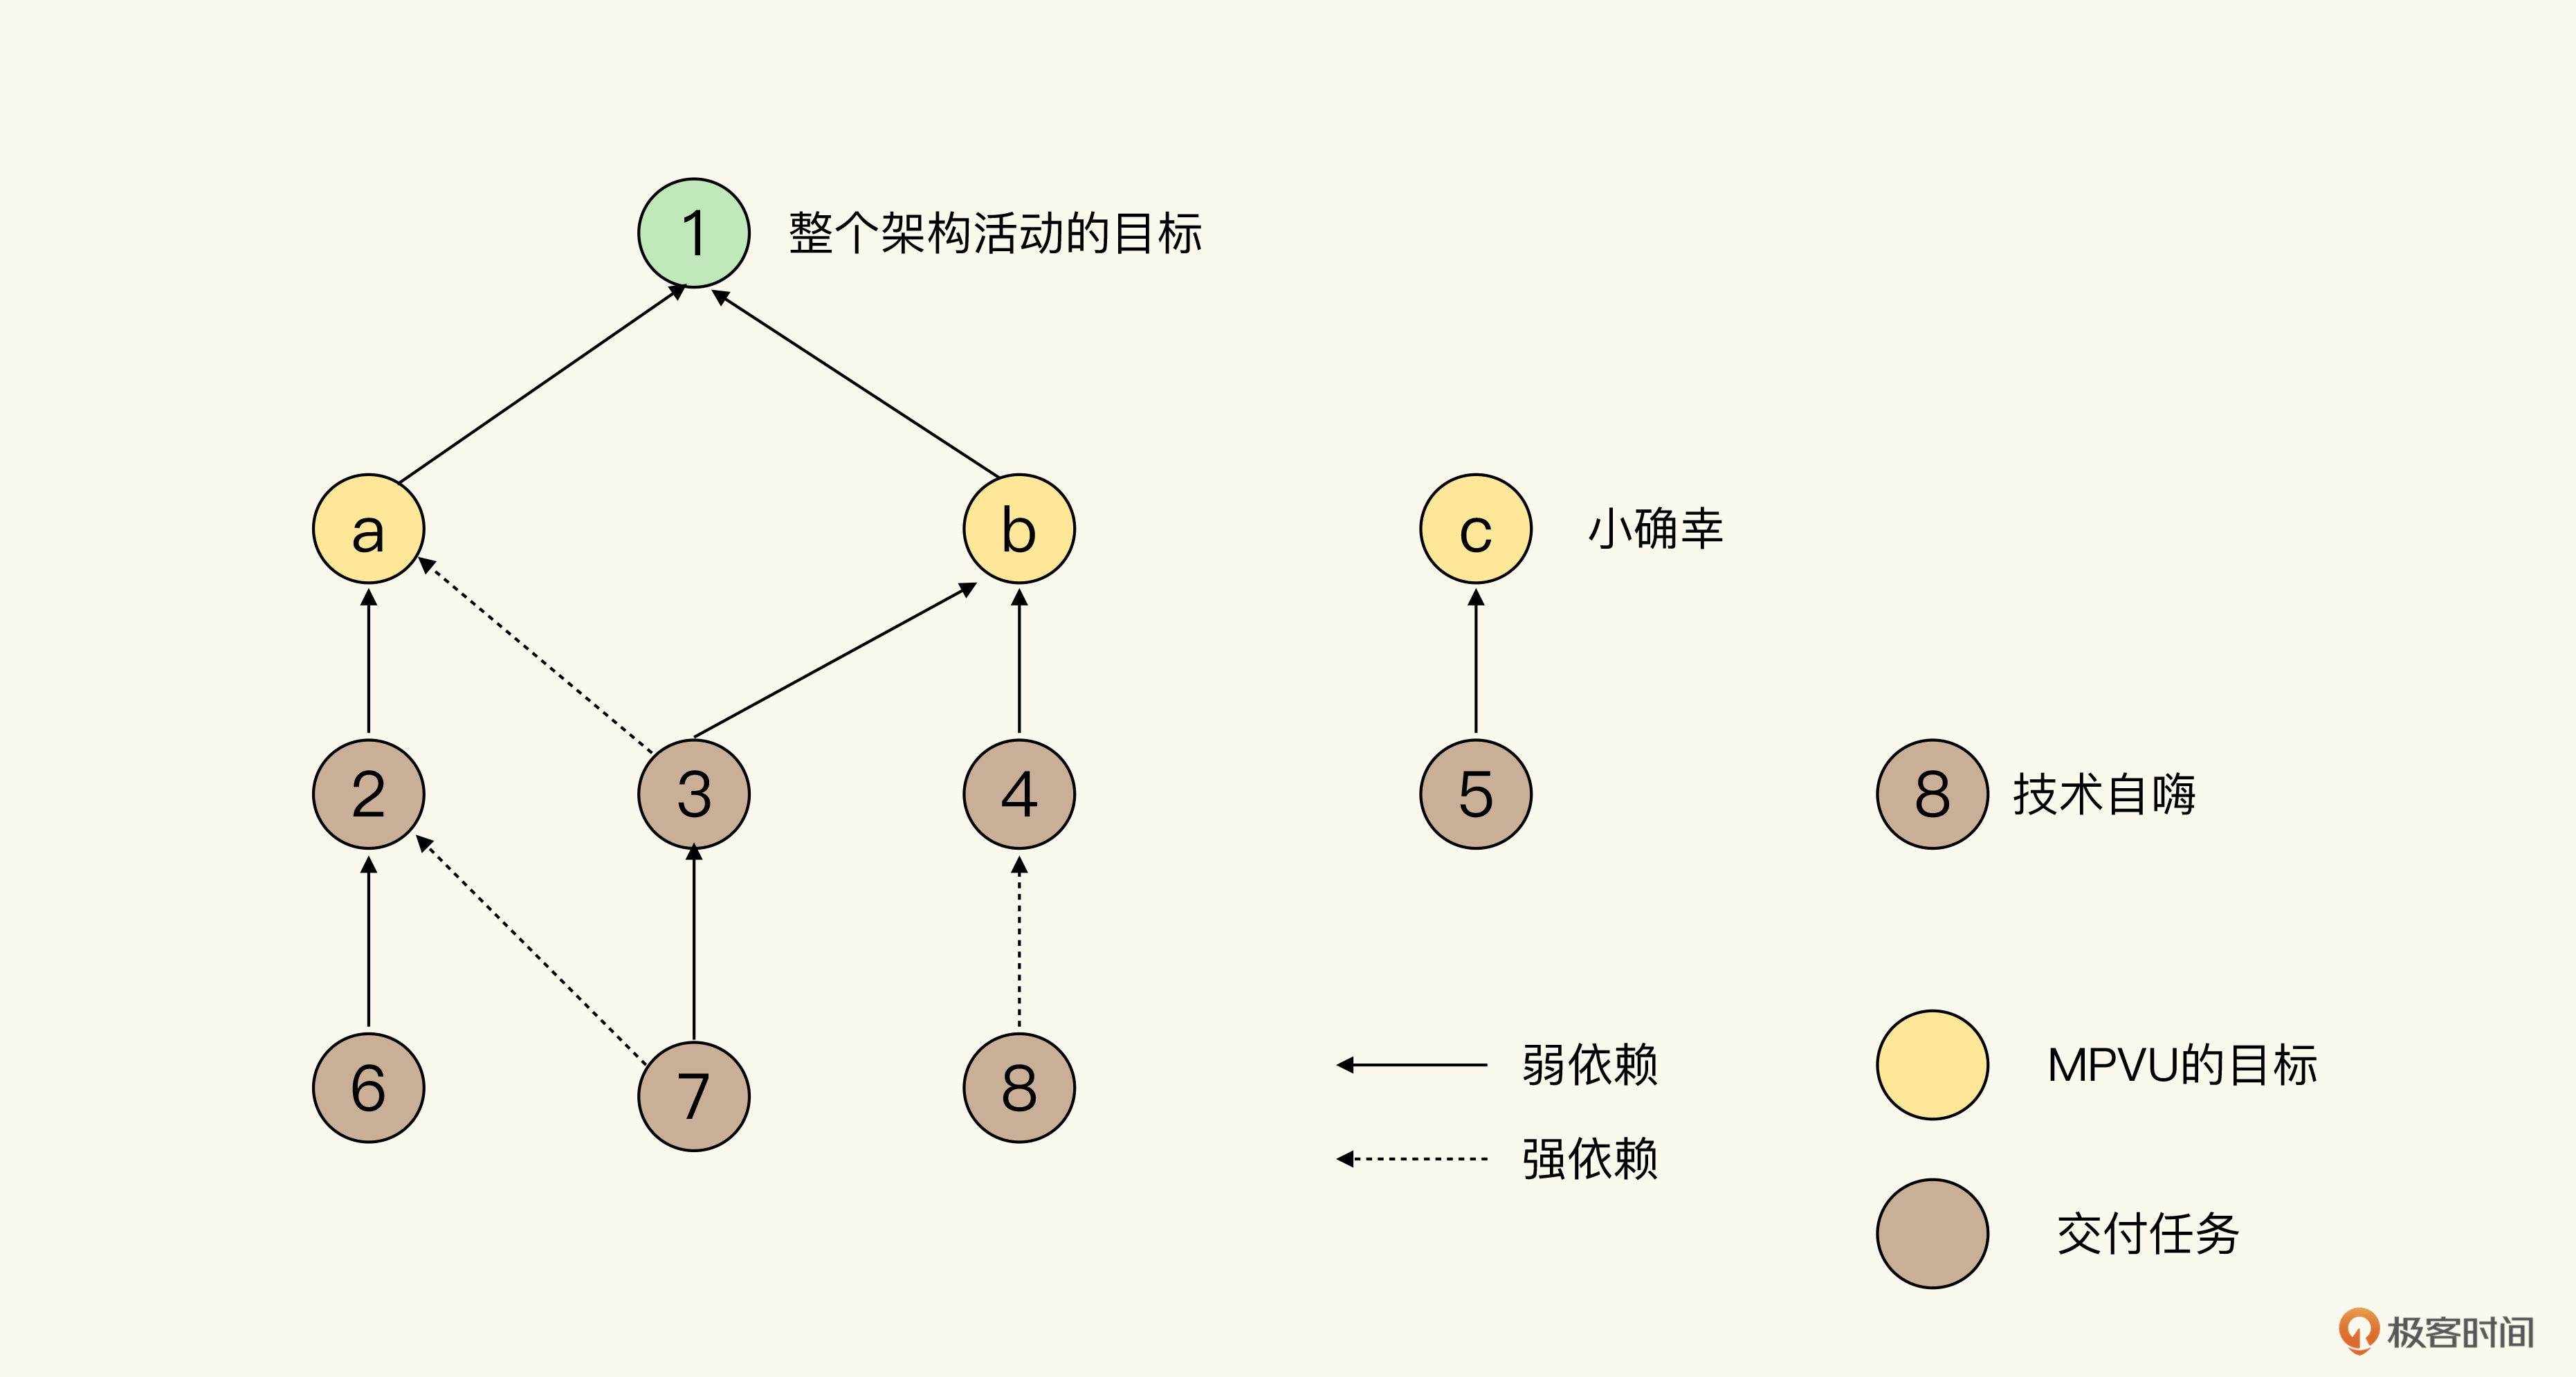 1 整个架构活动的目标
a b c 小确幸
2 3 4 5 8 技术自嗨
6 7 8
弱依赖
MPVU的目标
强依赖
交付任务
极客时间